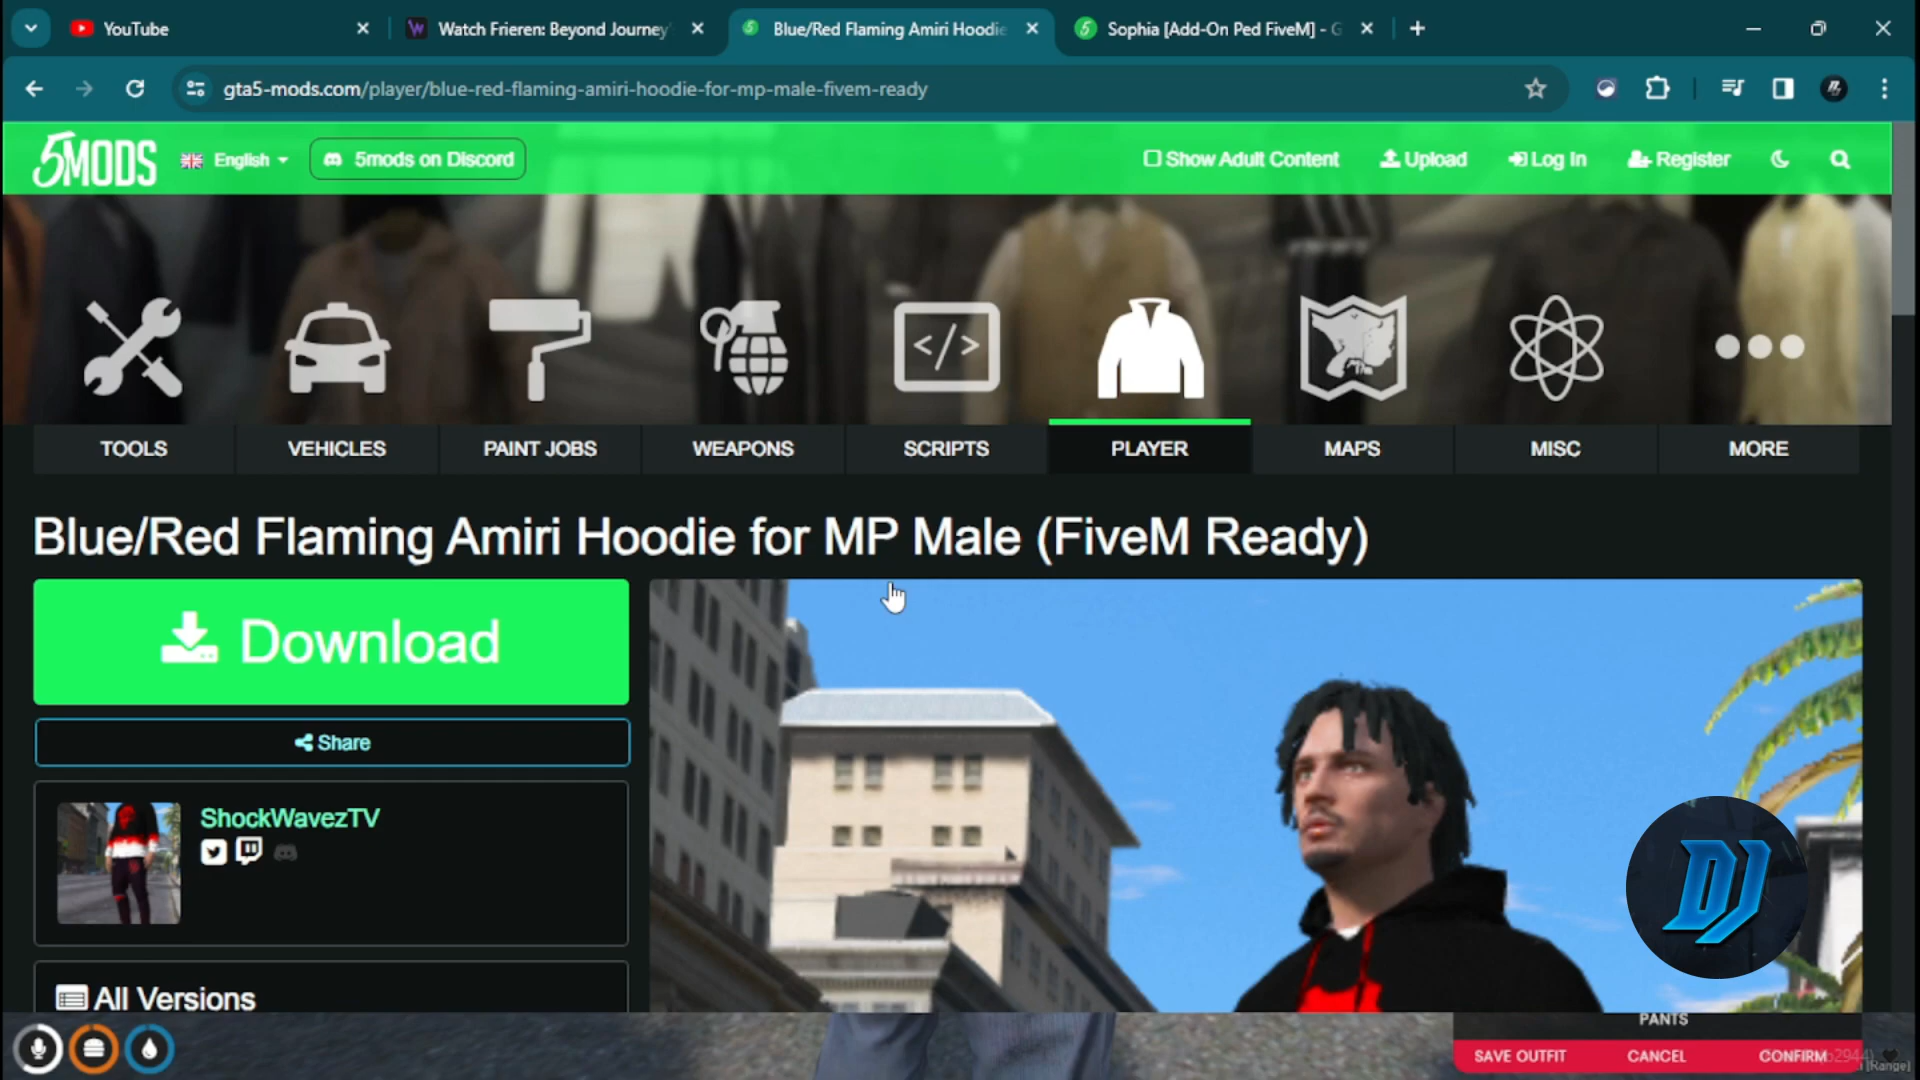 YouTube
Watch Frieren: Beyond Journey'
Blue/Red Flaming Amiri Hoodie
Sophia [Add-On Ped FiveM] - G
gta5-mods.com/player/blue-red-flaming-amiri-hoodie-for-mp-male-fivem-ready
5MODS
English
5mods on Discord
Show Adult Content
Upload
Log In
Register
TOOLS
VEHICLES
PAINT JOBS
WEAPONS
SCRIPTS
PLAYER
MAPS
MISC
MORE
Blue/Red Flaming Amiri Hoodie for MP Male (FiveM Ready)
Download
Share
ShockWavezTV
All Versions
DJ
PANTS
SAVE OUTFIT
CANCEL
CONFIRM
[Range]